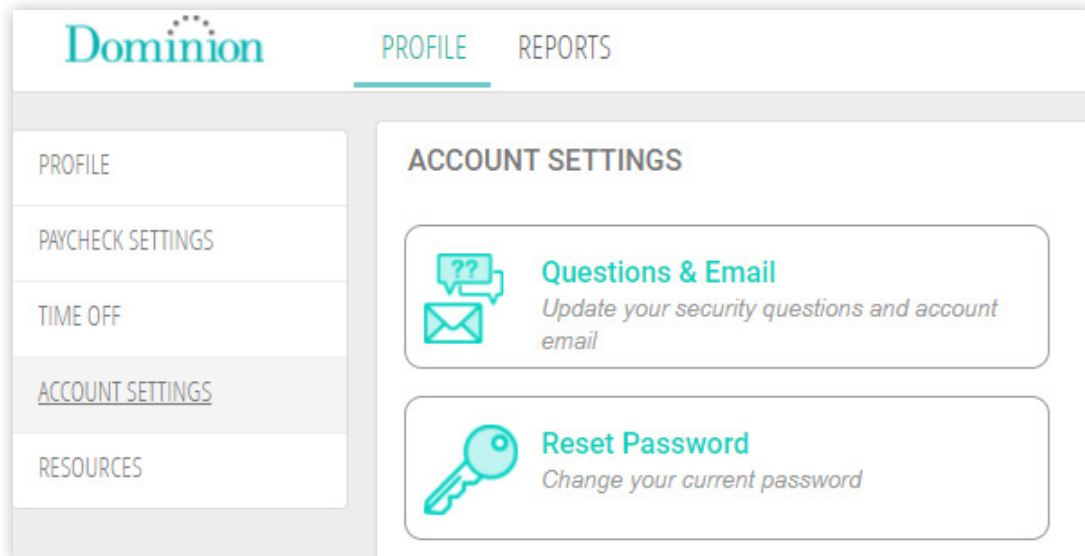 Dominion
PROFILE
REPORTS
PROFILE
PAYCHECK SETTINGS
TIME OFF
ACCOUNT SETTINGS
RESOURCES
ACCOUNT SETTINGS
??
Questions & Email
Update your security questions and account
email
Reset Password
Change your current password